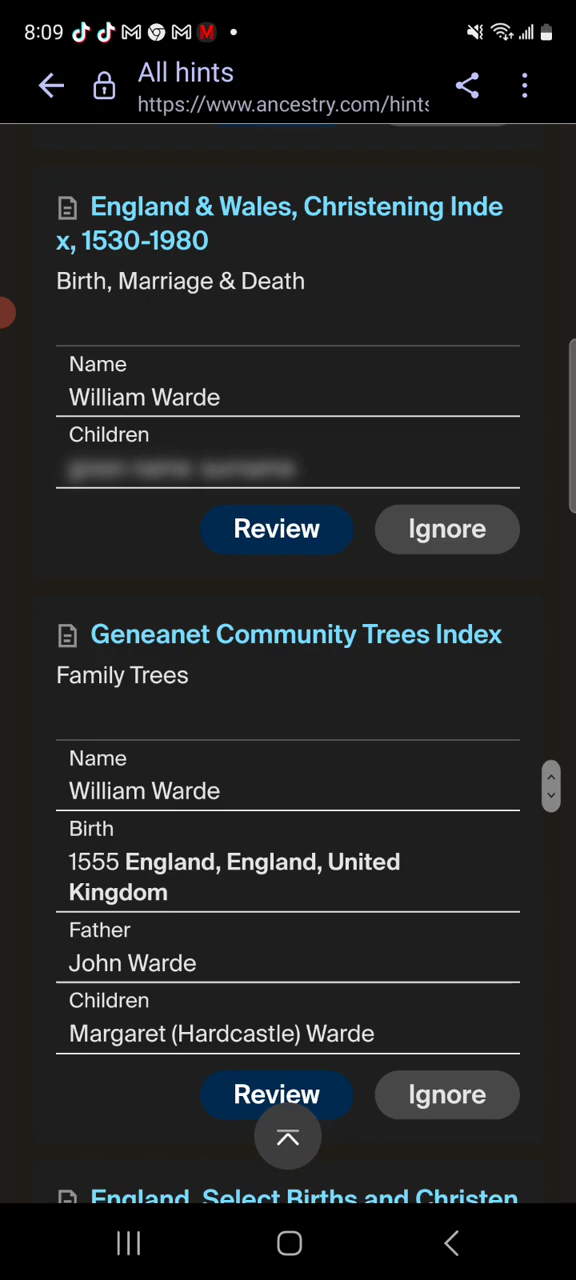 8:09
All hints
https://www.ancestry.com/hints
England & Wales, Christening Inde
x, 1530-1980
Birth, Marriage & Death
Name
William Warde
Children
Review
Ignore
Geneanet Community Trees Index
Family Trees
Name
William Warde
Birth
1555 England, England, United
Kingdom
Father
John Warde
Children
Margaret (Hardcastle) Warde
Review
Ignore
England, Select Births and Christen